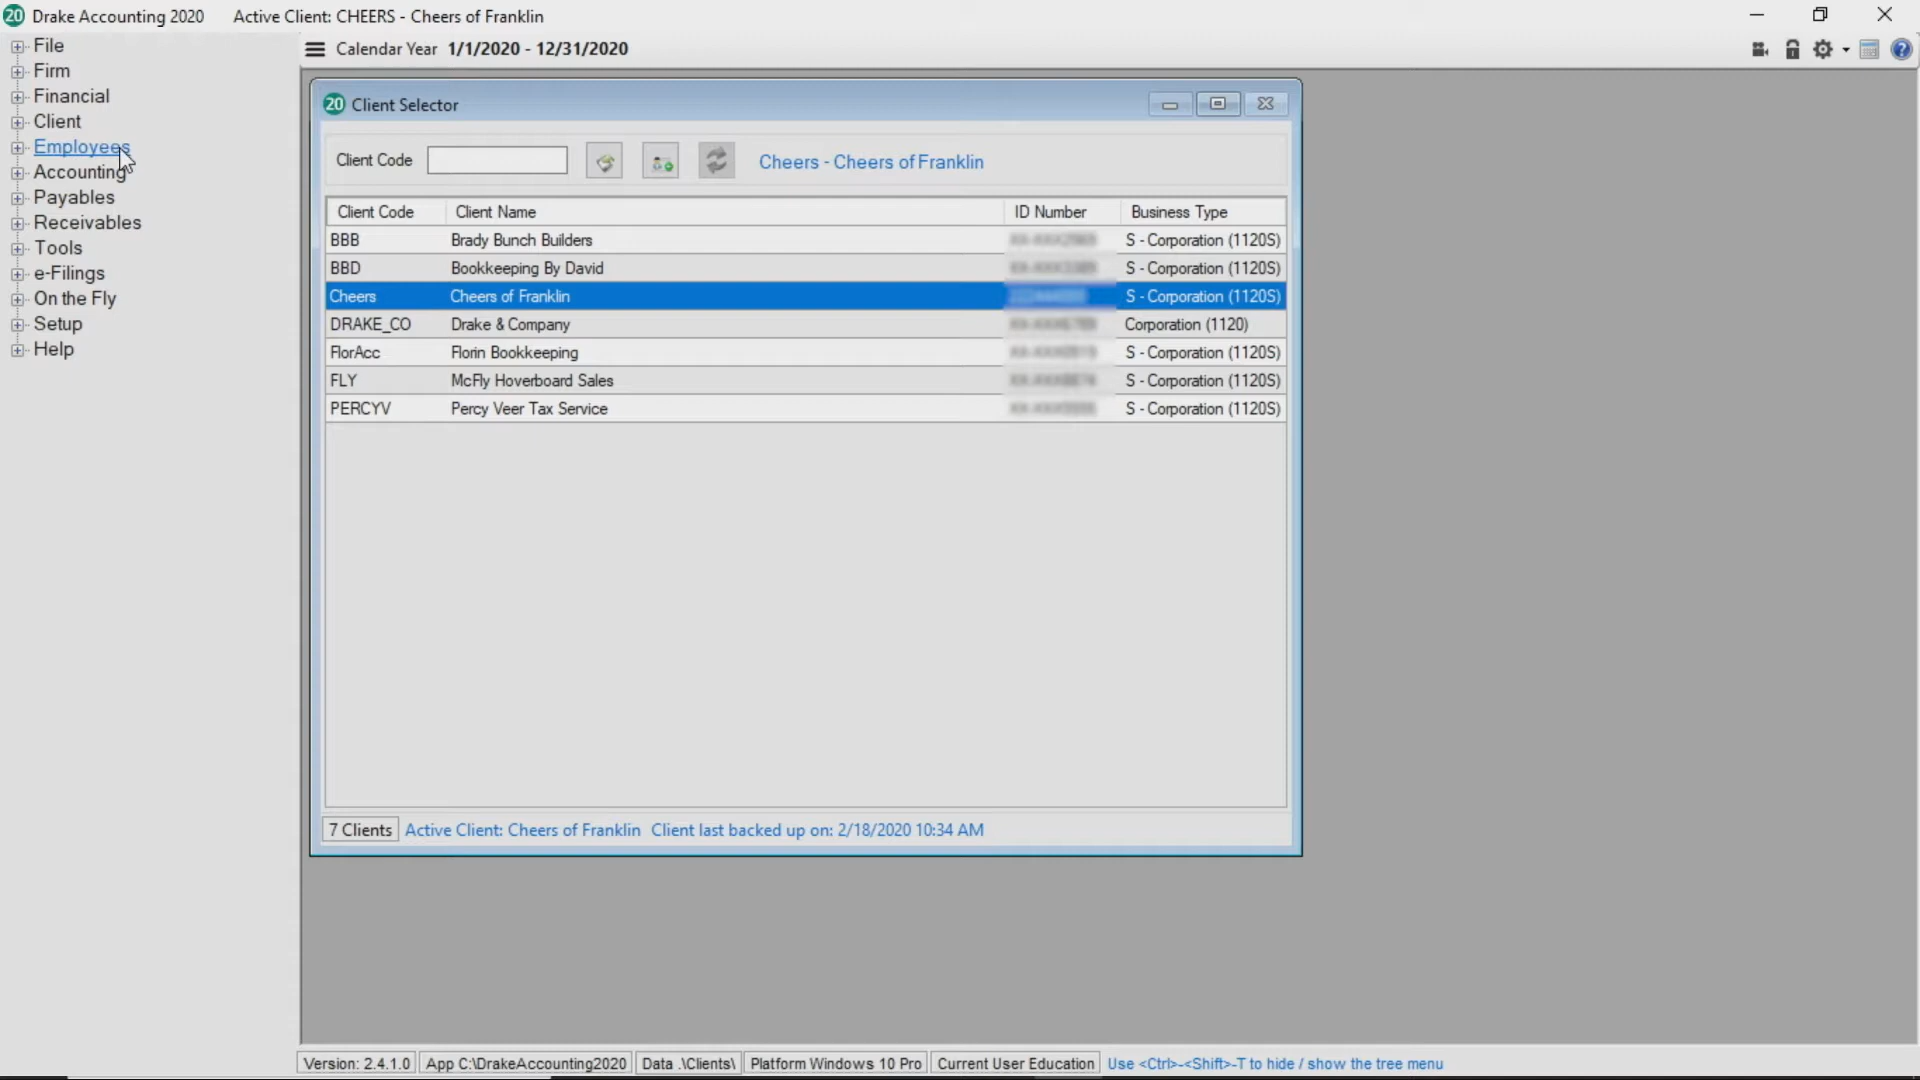 20 Drake Accounting 2020 Active Client: CHEERS - Cheers of Franklin
File
Firm
Financial
Client
Employees
Accounting
Payables
Receivables
Tools
e-Filings
On the Fly
Setup
Help
Calendar Year 1/1/2020 - 12/31/2020
20 Client Selector
Client Code Cheers - Cheers of Franklin
Client Code Client Name ID Number Business Type
BBB Brady Bunch Builders S - Corporation (1120S)
BBD Bookkeeping By David S - Corporation (1120S)
Cheers Cheers of Franklin S - Corporation (1120S)
DRAKE_CO Drake & Company Corporation (1120)
FlorAcc Florin Bookkeeping S - Corporation (1120S)
FLY McFly Hoverboard Sales S - Corporation (1120S)
PERCYV Percy Veer Tax Service S - Corporation (1120S)
7 Clients Active Client: Cheers of Franklin Client last backed up on: 2/18/2020 10:34 AM
Version: 2.4.1.0 App C:\DrakeAccounting2020 Data .\Clients\ Platform Windows 10 Pro Current User Education Use <Ctrl>-<Shift>-T to hide / show the tree menu